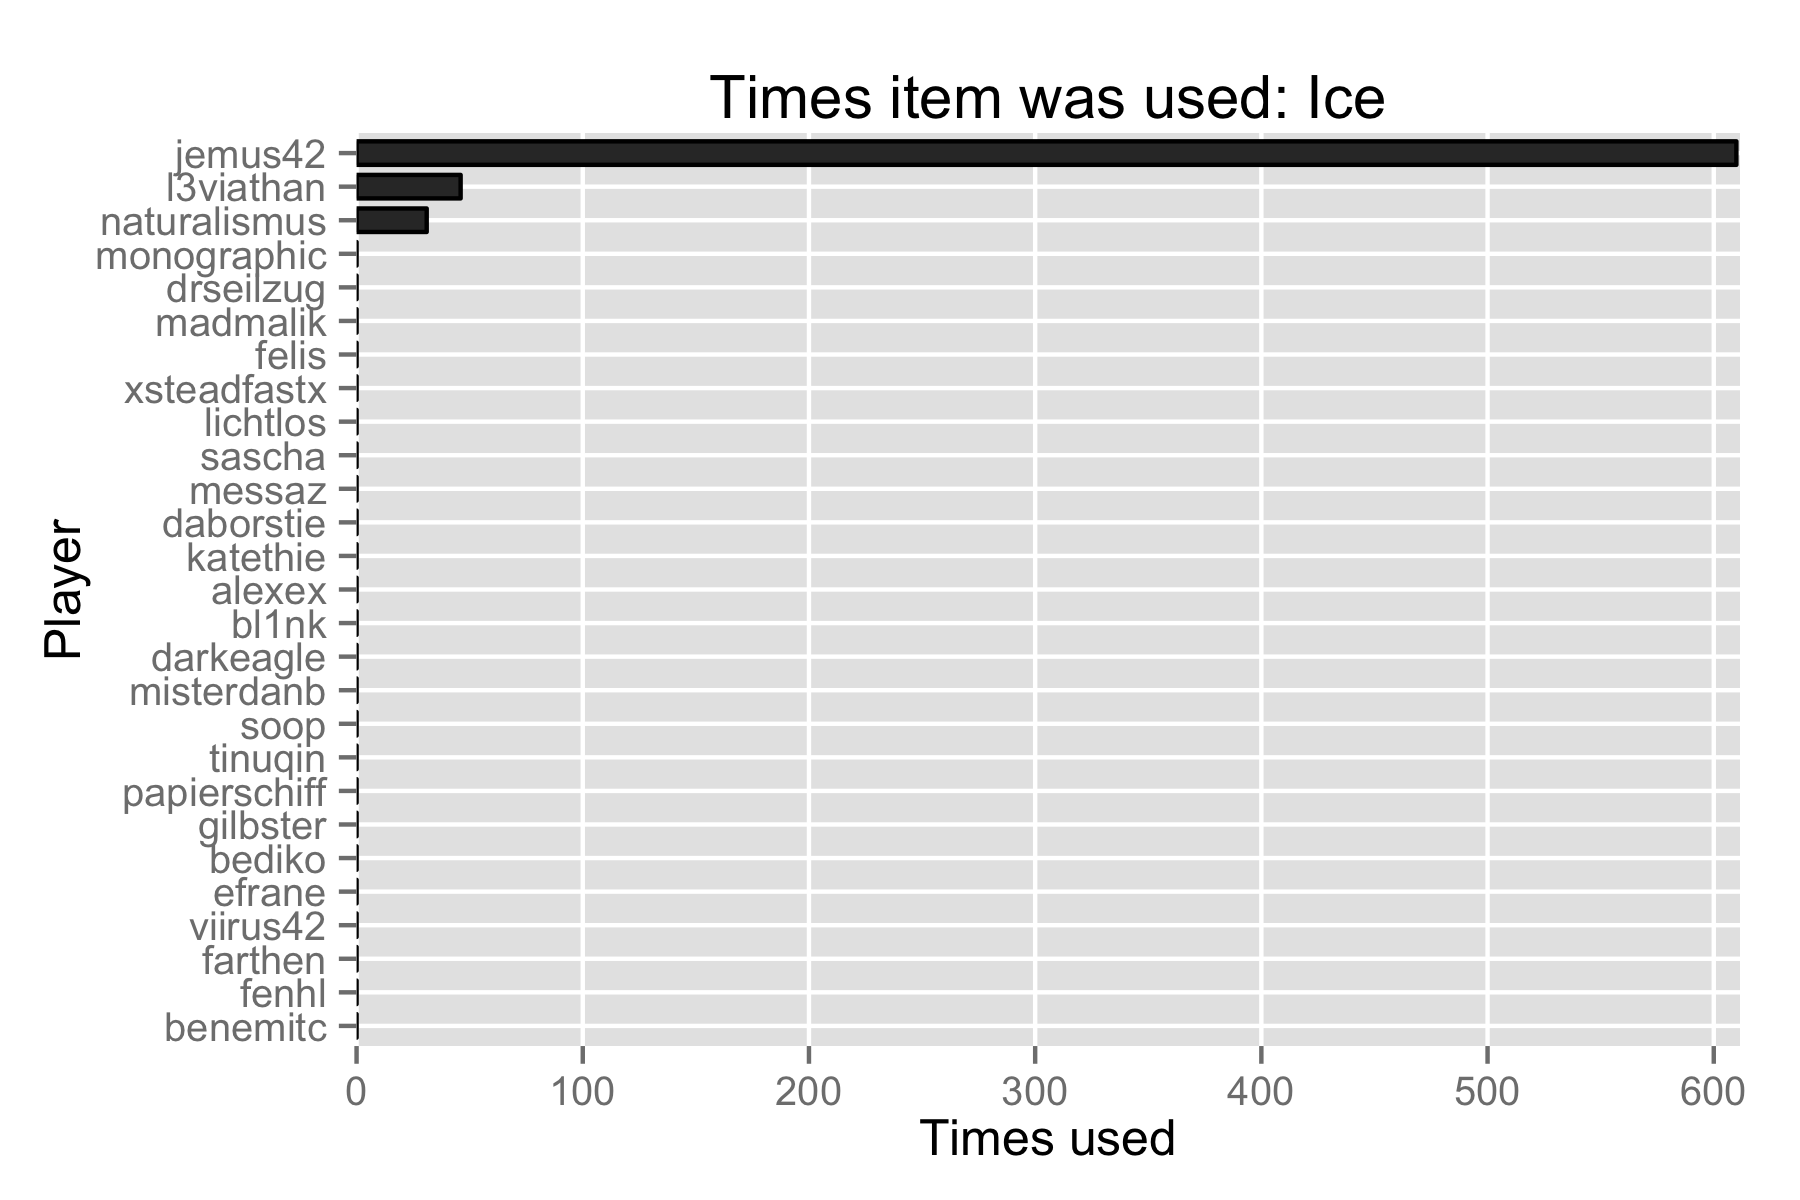 Times item was used: Ice
jemus42
l3viathan
naturalismus
monographic
drseilzug
madmalik
felis
xsteadfastx
lichtlos
sascha
messaz
daborstie
katethie
alexex
bl1nk
darkeagle
misterdanb
soop
tinuqin
papierschiff
gilbster
bediko
efrane
viirus42
farthen
fenhl
benemitc
Player
0 100 200 300 400 500 600
Times used